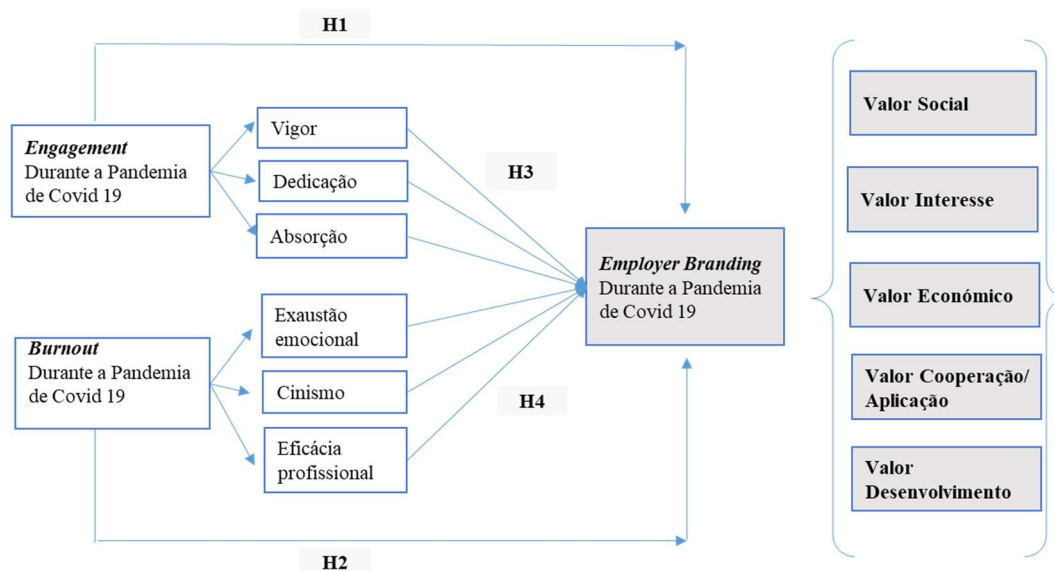 H1
Engagement
Durante a Pandemia
de Covid 19
Vigor
Dedicação
Absorção
H3
Employer Branding
Durante a Pandemia
de Covid 19
Burnout
Durante a Pandemia
de Covid 19
Exaustão
emocional
Cinismo
Eficácia
profissional
H4
H2
Valor Social
Valor Interesse
Valor Económico
Valor Cooperação/
Aplicação
Valor
Desenvolvimento